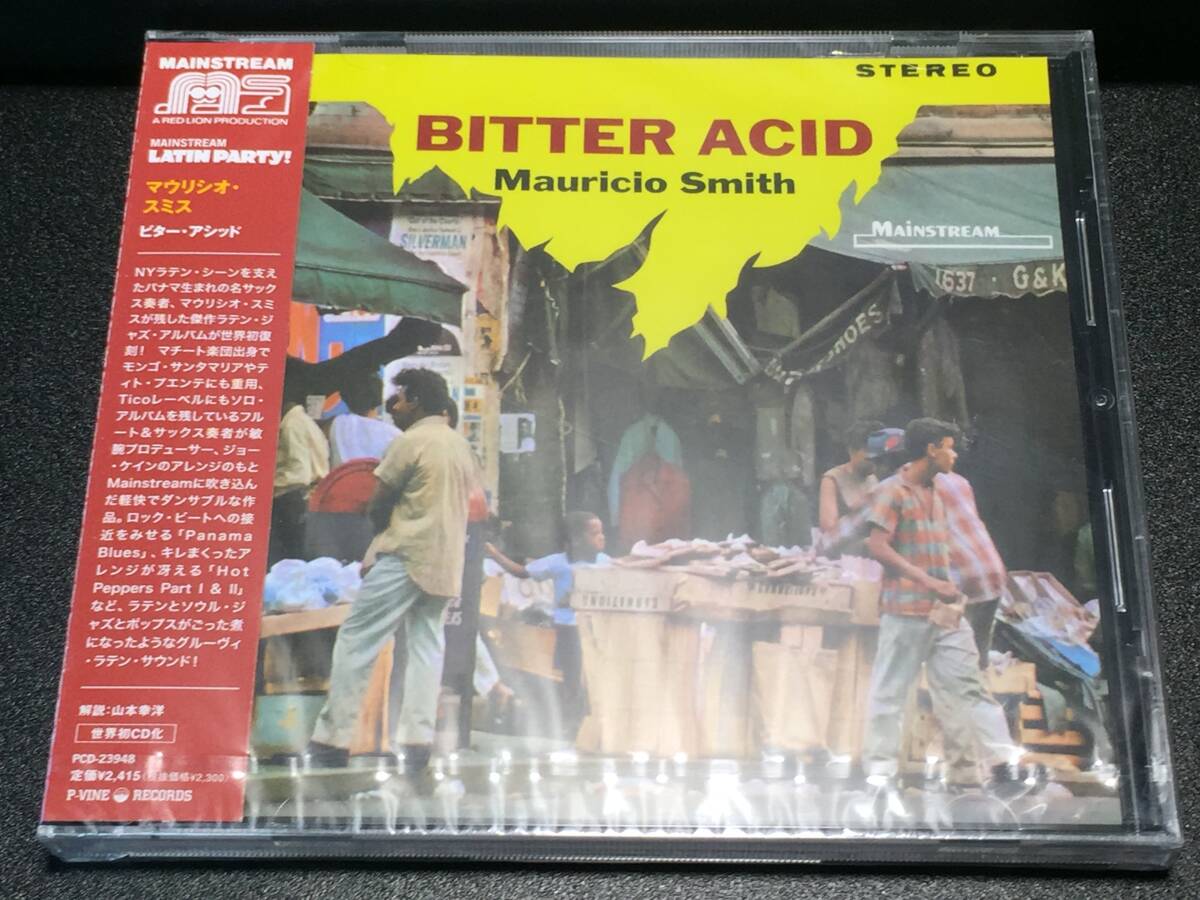 MAINSTREAM
MS
A RED LION PRODUCTION
MAINSTREAM
LATIN PARTY!
マウリシオ・
スミス
ビター・アシッド
NYラテン・シーンを支え
たパナマ生まれの名サック
ス奏者、マウリシオ・スミ
スが残した傑作ラテン・ジ
ャズ・アルバムが世界初復
刻! マチート楽団出身で
モンゴ・サンタマリアやテ
ィト・プエンテにも重用、
Ticoレーベルにもソロ・
アルバムを残しているフル
ート&サックス奏者が敏
腕プロデューサー、ジョー
・ケインのアレンジのもと
Mainstreamに吹き込ん
だ軽快でダンサブルな作
品。ロック・ビートへの接
近をみせる「Panama
Blues」、キレまくったア
レンジが冴える「Hot
Peppers Part I & II」
など、ラテンとソウル・ジ
ャズとポップスがごった煮
になったようなグルーヴィ
・ラテン・サウンド!
解説:山本幸洋
世界初CD化
PCD-23948
定価¥2,415(税抜価格¥2,300)
P-VINE RECORDS
STEREO
BITTER ACID
Mauricio Smith
MAINSTREAM
SILVERMAN
637 · G&K